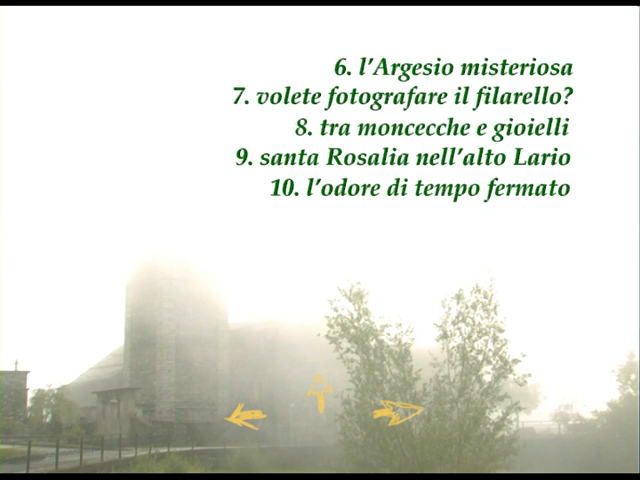 6. l'Argesio misteriosa
7. volete fotografare il filarello?
8. tra moncecche e gioielli
9. santa Rosalia nell'alto Lario
10. l'odore di tempo fermato